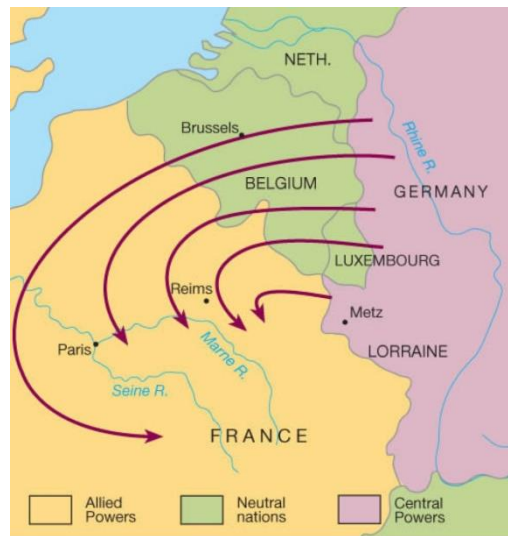 NETH.
Brussels
Rhine R.
BELGIUM
GERMANY
LUXEMBOURG
Reims
Metz
Paris
Marne R.
LORRAINE
Seine R.
FRANCE
Allied
Powers
Neutral
nations
Central
Powers